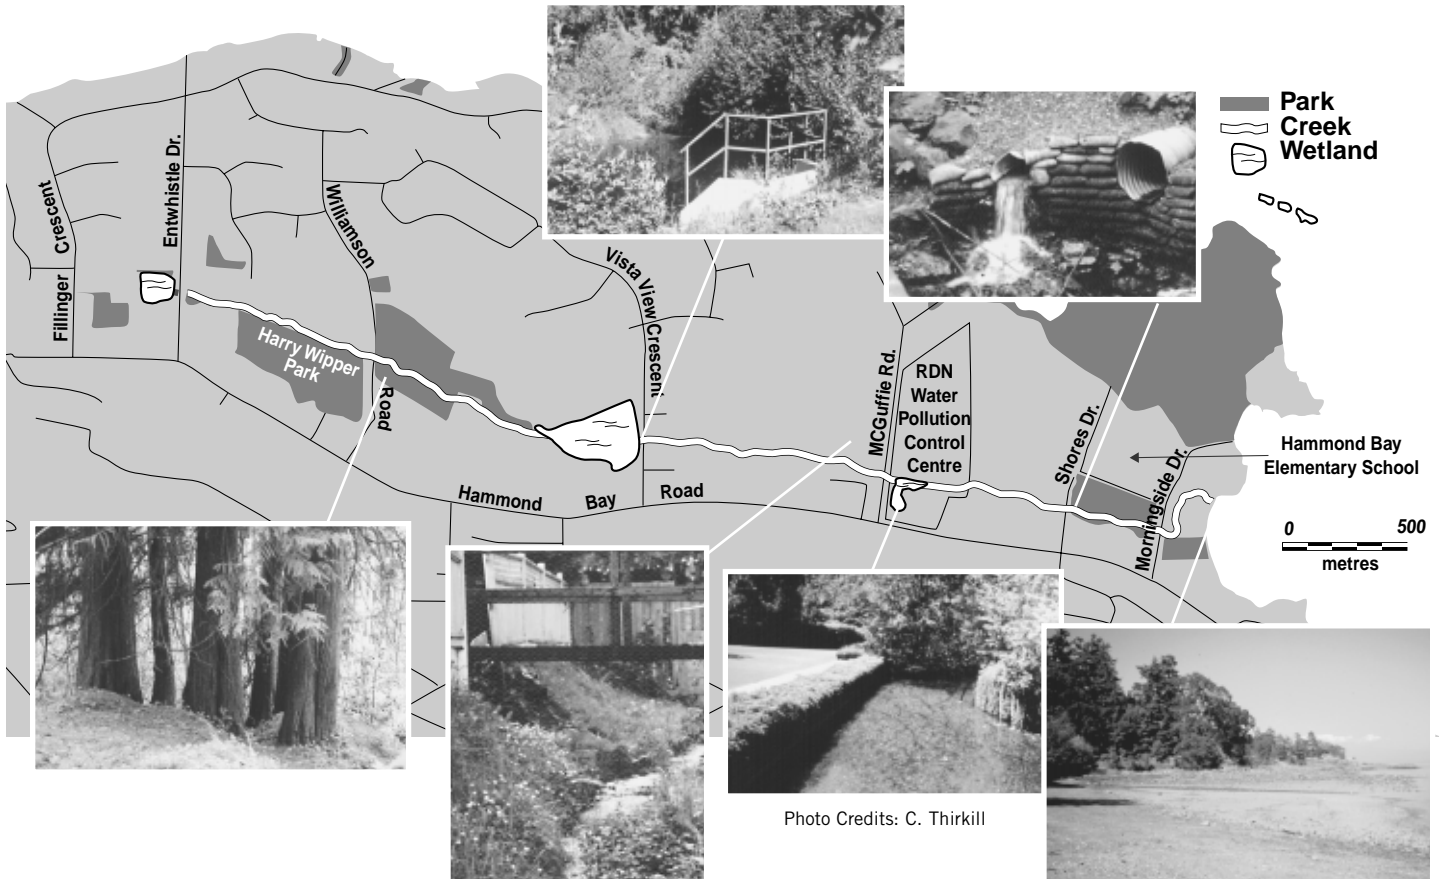 Park
Creek
Wetland
Fillinger Crescent
Entwhistle Dr.
Williamson
Road
Harry Wipper
Park
Vista View Crescent
MCGuffie Rd.
RDN
Water
Pollution
Control
Centre
Shores Dr.
Morningside Dr.
Hammond Bay
Elementary School
Hammond Bay Road
0 500
metres
Photo Credits: C. Thirkill